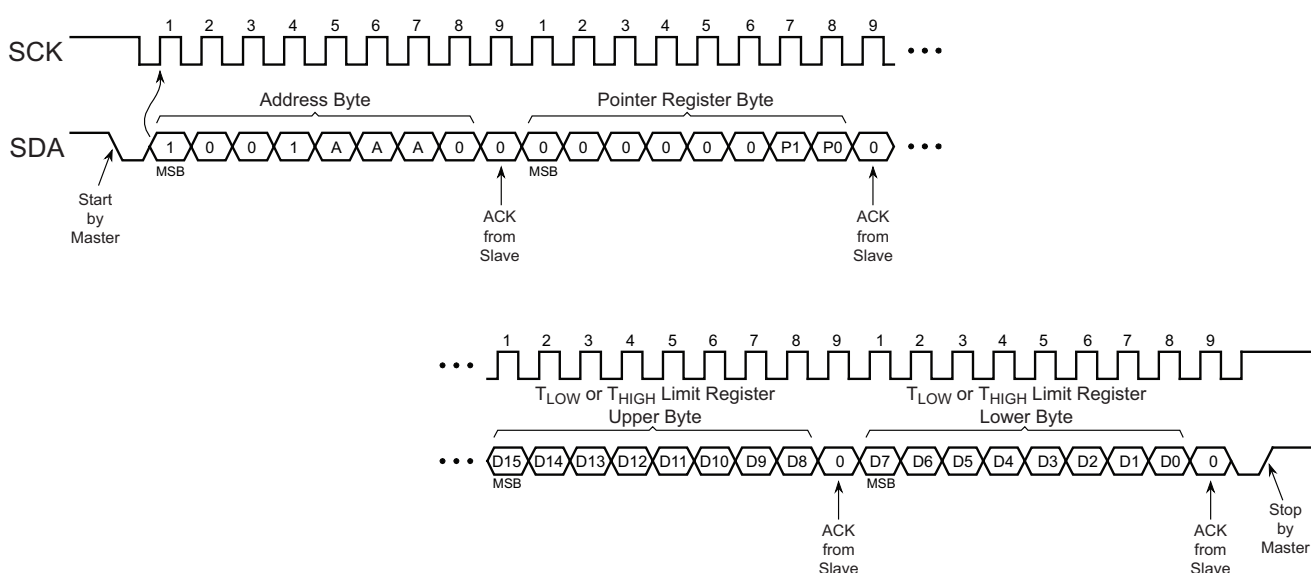 1 2 3 4 5 6 7 8 9 1 2 3 4 5 6 7 8 9
SCK
Address Byte Pointer Register Byte
SDA 1 0 0 1 A A A 0 0 0 0 0 0 0 0 P1 P0 0
MSB MSB
Start
by
Master
ACK
from
Slave
ACK
from
Slave
1 2 3 4 5 6 7 8 9 1 2 3 4 5 6 7 8 9
TLOW or THIGH Limit Register
Upper Byte
TLOW or THIGH Limit Register
Lower Byte
D15 D14 D13 D12 D11 D10 D9 D8 0 D7 D6 D5 D4 D3 D2 D1 D0 0
MSB MSB
ACK
from
Slave
ACK
from
Slave
Stop
by
Master